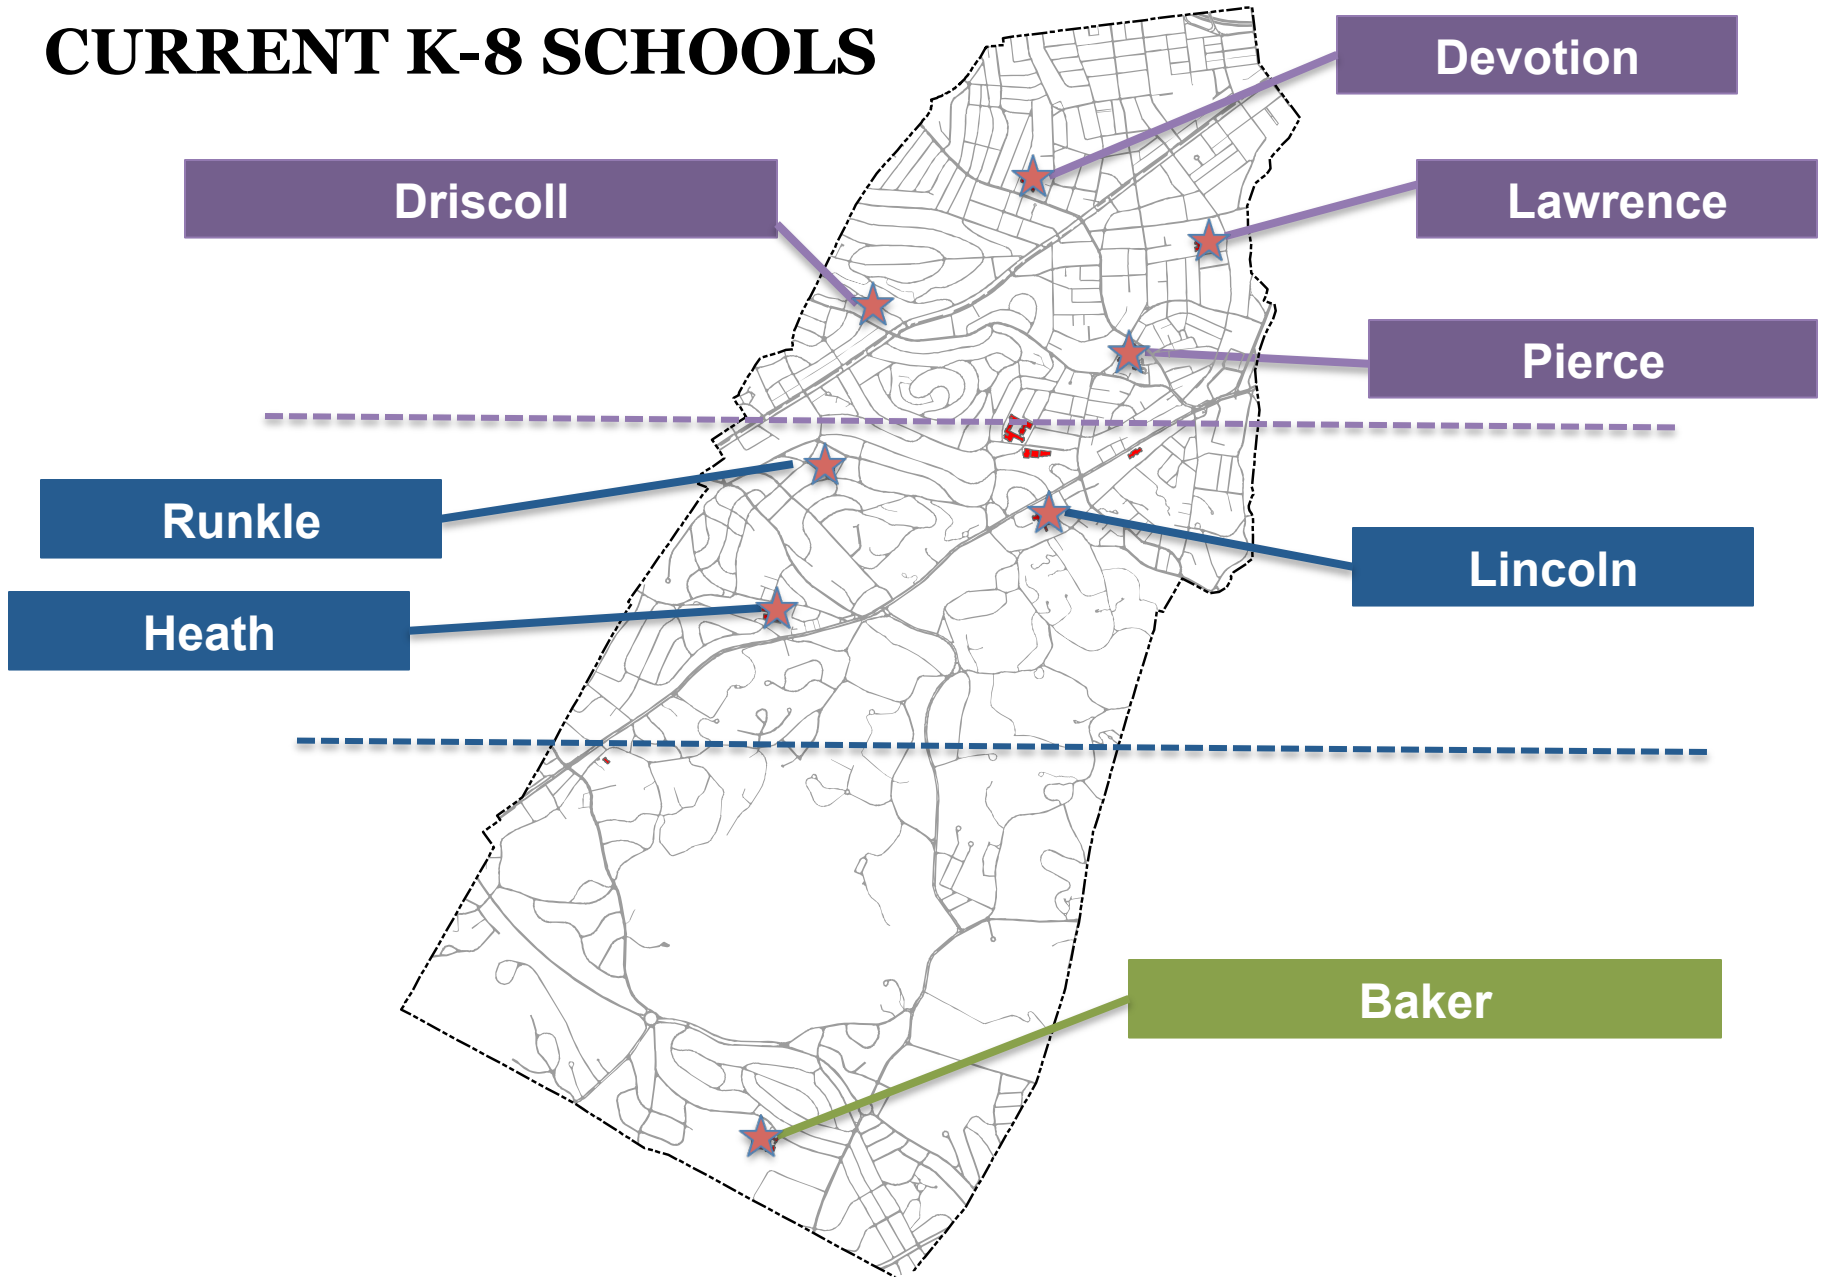 CURRENT K-8 SCHOOLS
Devotion
Driscoll
Lawrence
Pierce
Runkle
Lincoln
Heath
Baker